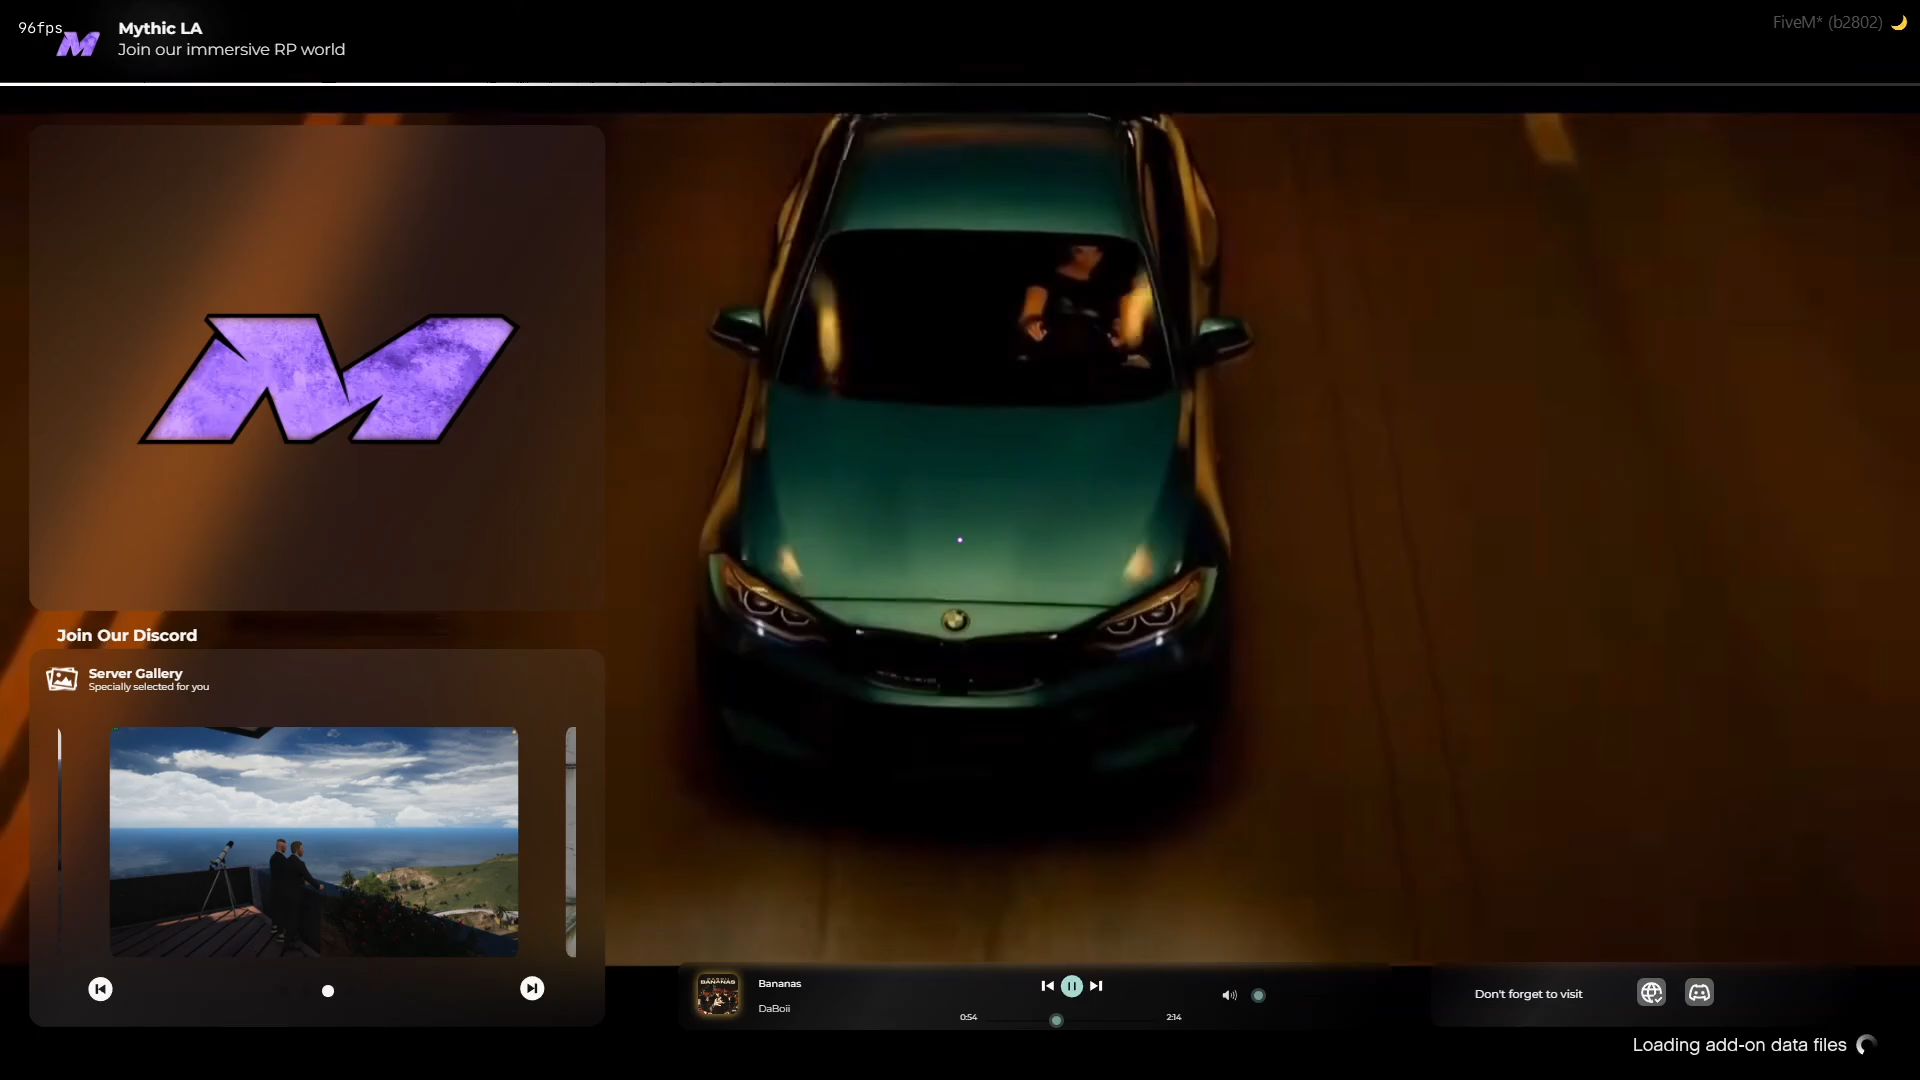 96fps
Mythic LA
Join our immersive RP world
FiveM* (b2802) 🌙
Join Our Discord
Server Gallery
Specially selected for you
BANANAS
Bananas
DaBoii
0:54
2:14
Don't forget to visit
Loading add-on data files